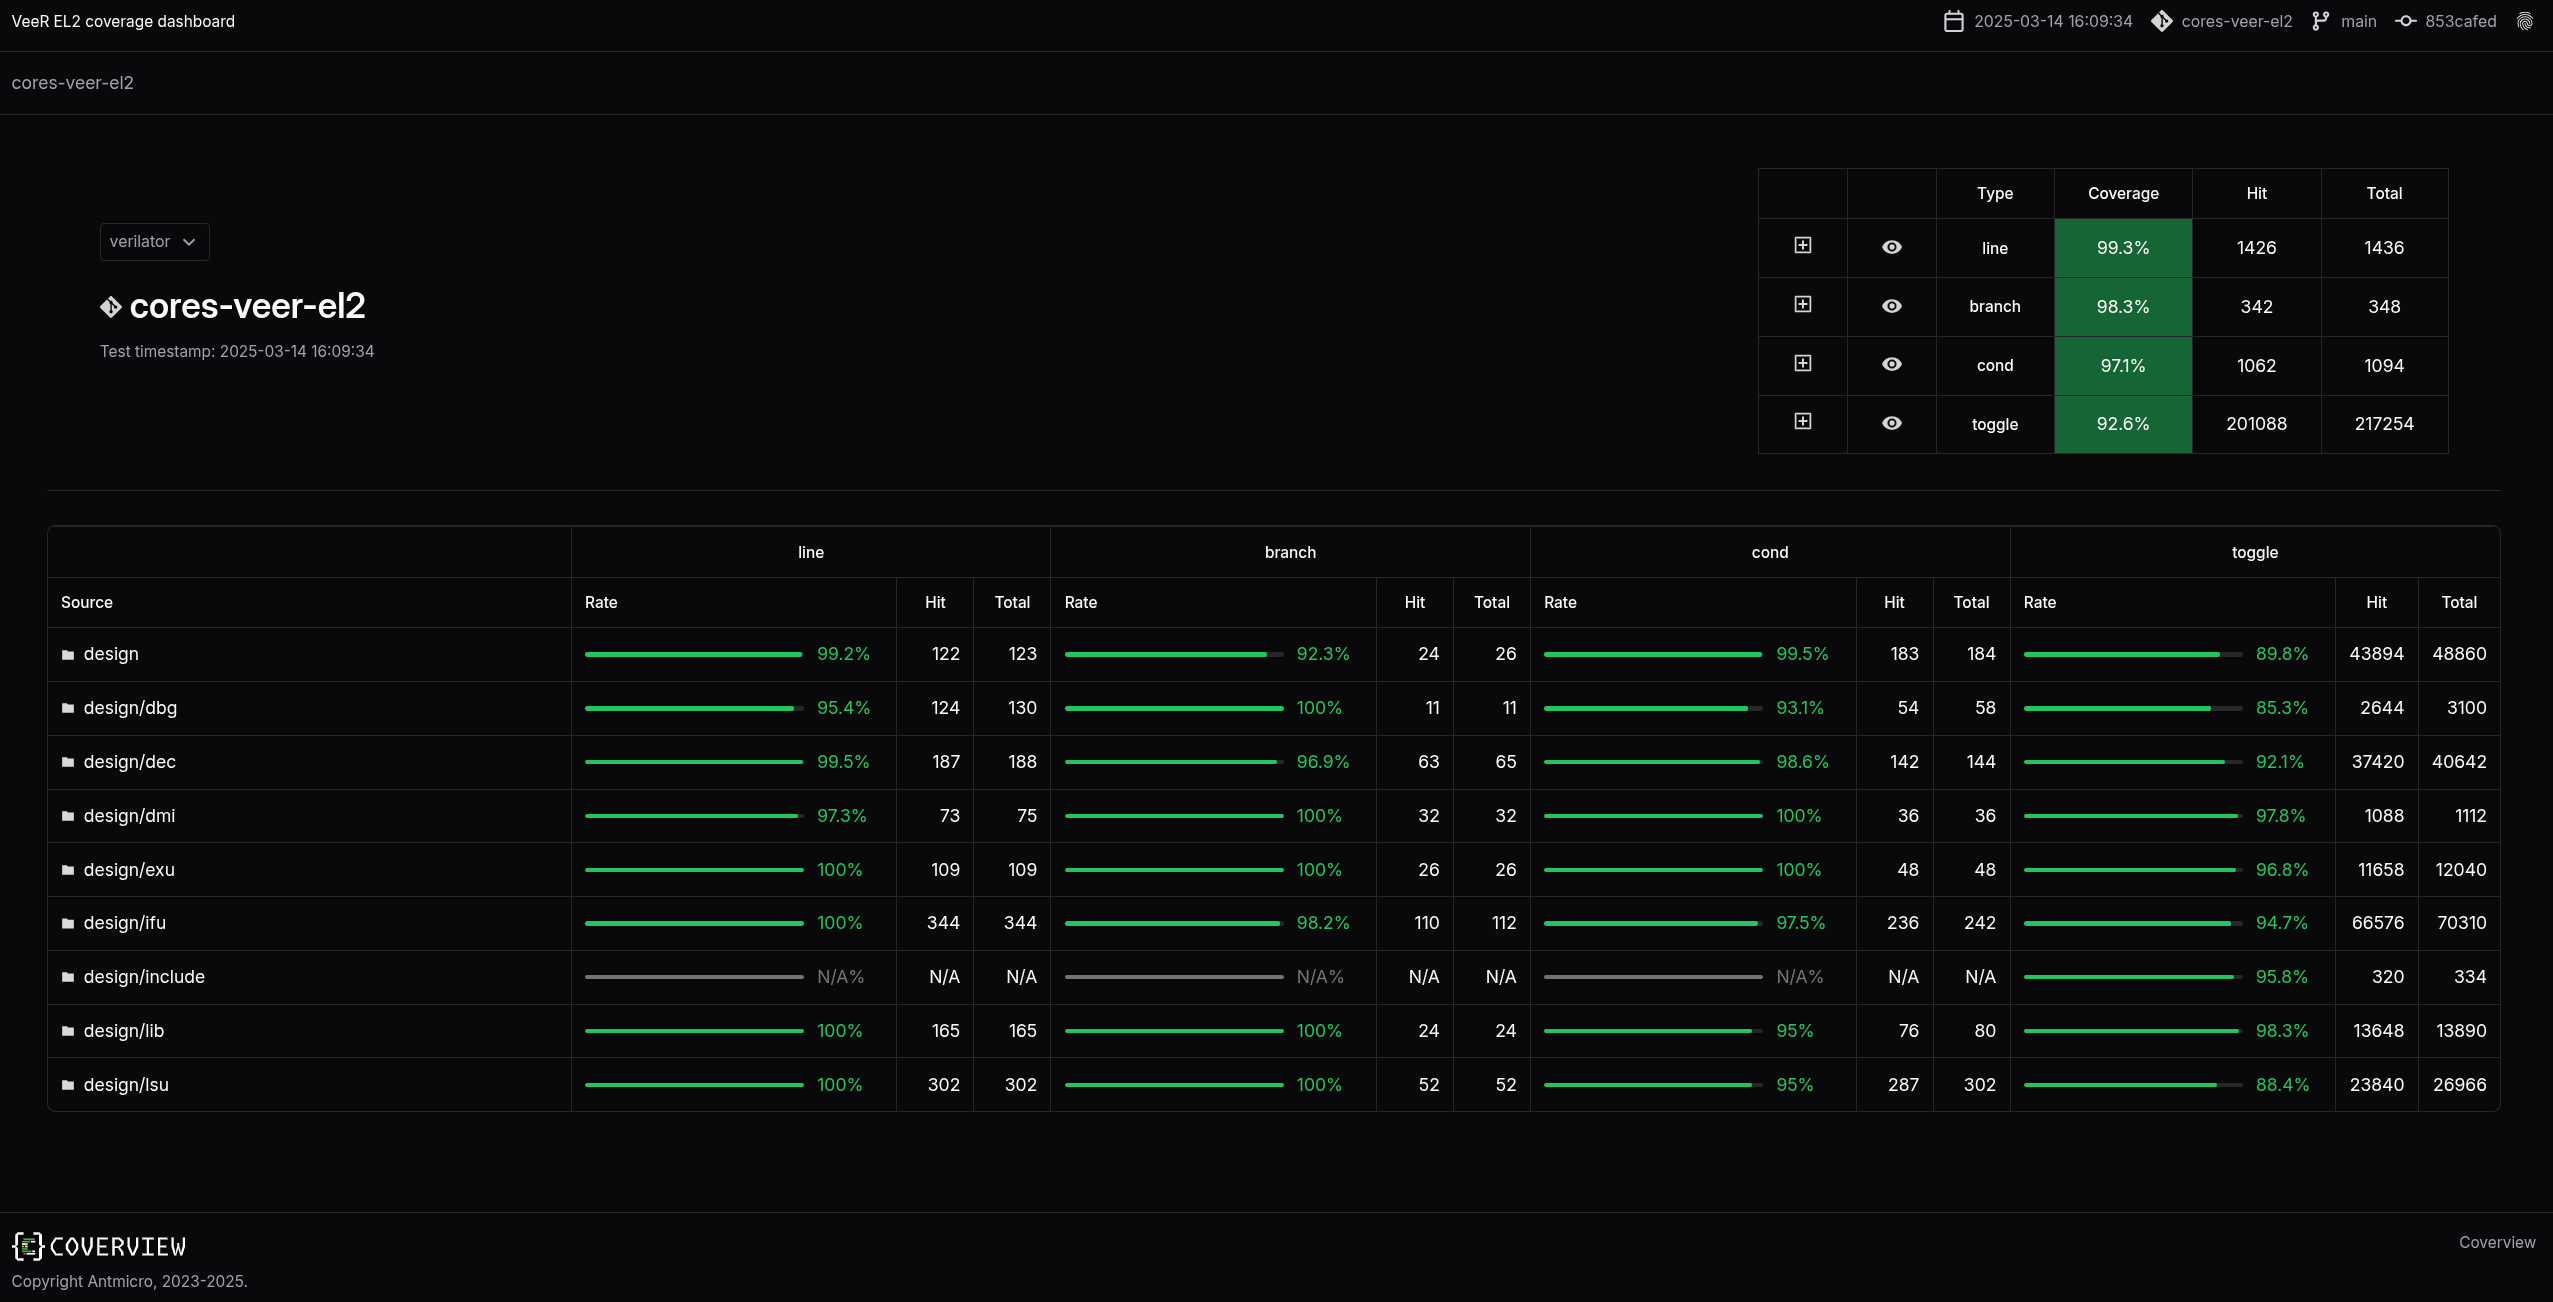 VeeR EL2 coverage dashboard 2025-03-14 16:09:34 cores-veer-el2 main 853cafed
cores-veer-el2
verilator
cores-veer-el2
Test timestamp: 2025-03-14 16:09:34
Type Coverage Hit Total
line 99.3% 1426 1436
branch 98.3% 342 348
cond 97.1% 1062 1094
toggle 92.6% 201088 217254
line branch cond toggle
Source Rate Hit Total Rate Hit Total Rate Hit Total Rate Hit Total
design 99.2% 122 123 92.3% 24 26 99.5% 183 184 89.8% 43894 48860
design/dbg 95.4% 124 130 100% 11 11 93.1% 54 58 85.3% 2644 3100
design/dec 99.5% 187 188 96.9% 63 65 98.6% 142 144 92.1% 37420 40642
design/dmi 97.3% 73 75 100% 32 32 100% 36 36 97.8% 1088 1112
design/exu 100% 109 109 100% 26 26 100% 48 48 96.8% 11658 12040
design/ifu 100% 344 344 98.2% 110 112 97.5% 236 242 94.7% 66576 70310
design/include N/A% N/A N/A N/A% N/A N/A N/A% N/A N/A 95.8% 320 334
design/lib 100% 165 165 100% 24 24 95% 76 80 98.3% 13648 13890
design/lsu 100% 302 302 100% 52 52 95% 287 302 88.4% 23840 26966
COVERVIEW
Coverview
Copyright Antmicro, 2023-2025.